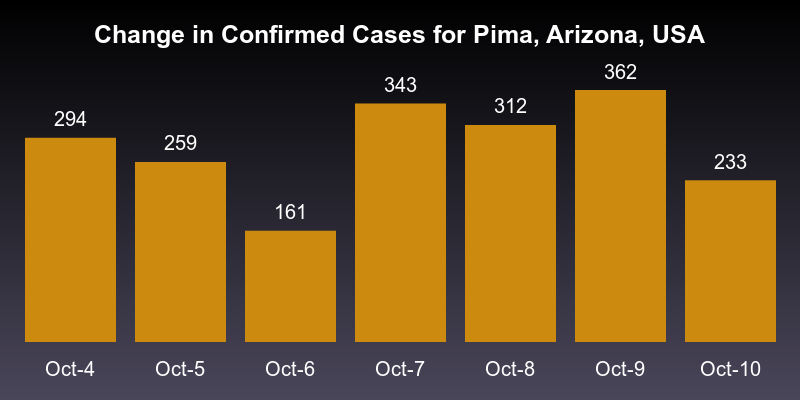 Change in Confirmed Cases for Pima, Arizona, USA
294
259
161
343
312
362
233
Oct-4
Oct-5
Oct-6
Oct-7
Oct-8
Oct-9
Oct-10